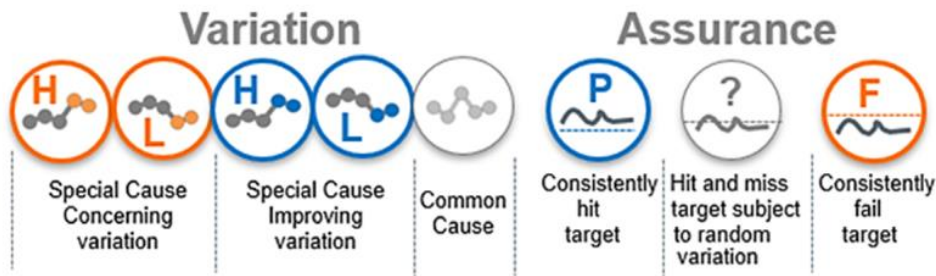 Variation
Assurance
H
L
H
L
P
?
F
Special Cause
Concerning
variation
Special Cause
Improving
variation
Common
Cause
Consistently
hit
target
Hit and miss
target subject
to random
variation
Consistently
fail
target